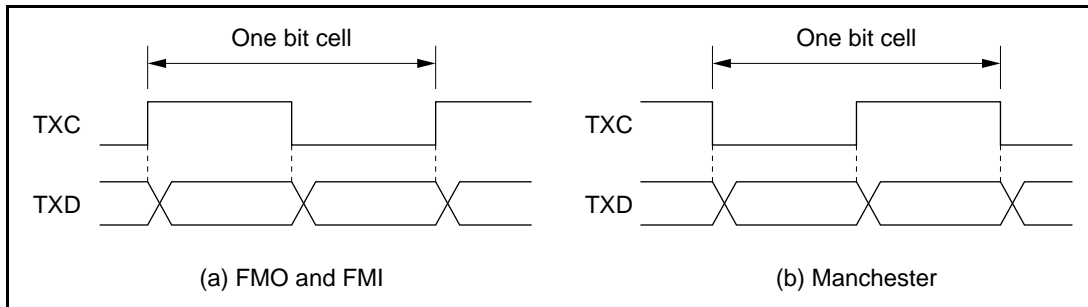 One bit cell
TXC
TXD
(a) FMO and FMI
One bit cell
TXC
TXD
(b) Manchester